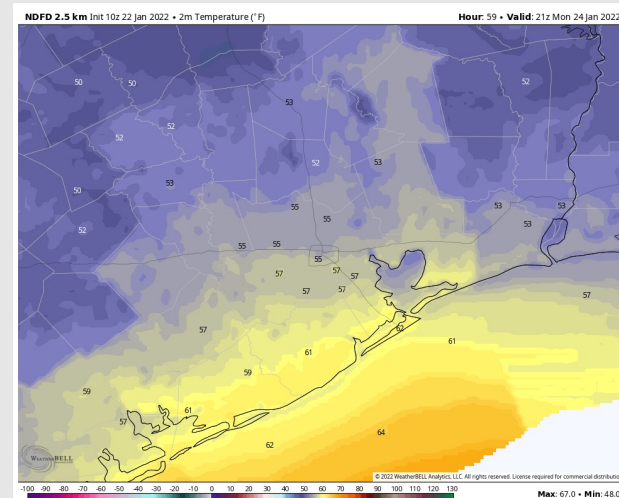 NDFD 2.5 km Init 10z 22 Jan 2022 • 2m Temperature (°F) Hour: 59 • Valid: 21z Mon 24 Jan 2022
50 50 52
53
52 52
52 53
53
50
53 53
52 55 55 53
55 55
55
57 57 57
57 57 57
62
57 61
61
59
59
61
57
64
62
WeatherBELL
© 2022 WeatherBELL Analytics, LLC. All rights reserved. License required for commercial distribution
-100 -90 -80 -70 -60 -50 -40 -30 -20 -10 0 10 20 30 40 50 60 70 80 90 100 110 120 130
Max: 67.0 • Min: 48.0